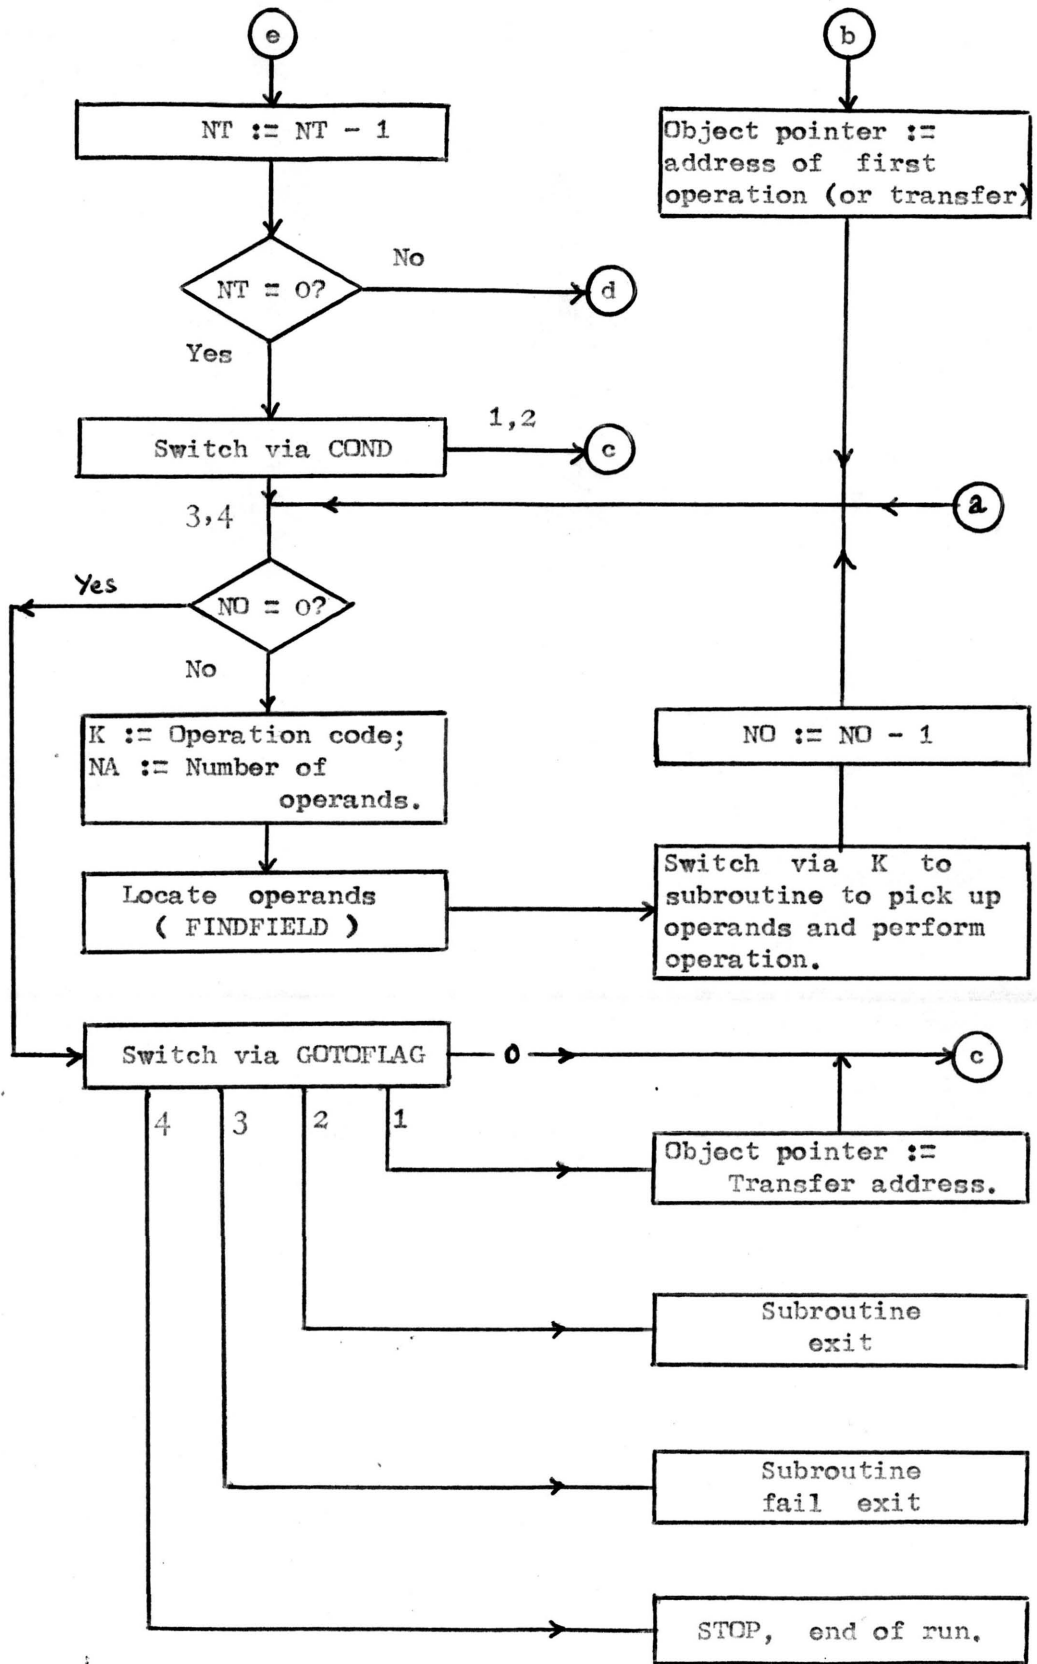 e
b
NT := NT - 1
Object pointer :=
address of first
operation (or transfer)
NT = 0?
No
d
Yes
Switch via COND
1,2
c
3,4
a
NO = 0?
Yes
No
K := Operation code;
NA := Number of
operands.
NO := NO - 1
Locate operands
( FINDFIELD )
Switch via K to
subroutine to pick up
operands and perform
operation.
Switch via GOTOFLAG
0
c
4
3
2
1
Object pointer :=
Transfer address.
Subroutine
exit
Subroutine
fail exit
STOP, end of run.